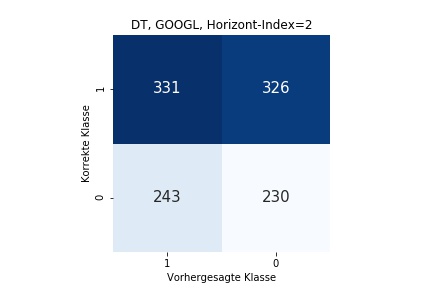 DT, GOOGL, Horizont-Index=2
Korrekte Klasse
1
331
326
0
243
230
1
0
Vorhergesagte Klasse